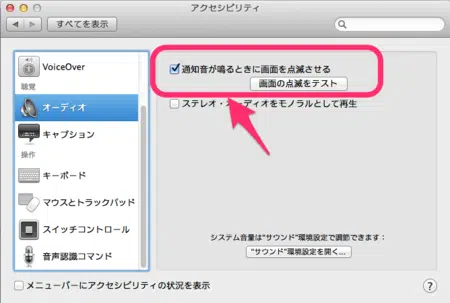 アクセシビリティ
すべてを表示
VoiceOver
聴覚
オーディオ
キャプション
操作
キーボード
マウスとトラックパッド
スイッチコントロール
音声認識コマンド
通知音が鳴るときに画面を点滅させる
画面の点滅をテスト
ステレオ・オーディオをモノラルとして再生
システム音量は"サウンド"環境設定で調節できます：
"サウンド"環境設定を開く...
メニューバーにアクセシビリティの状況を表示
?